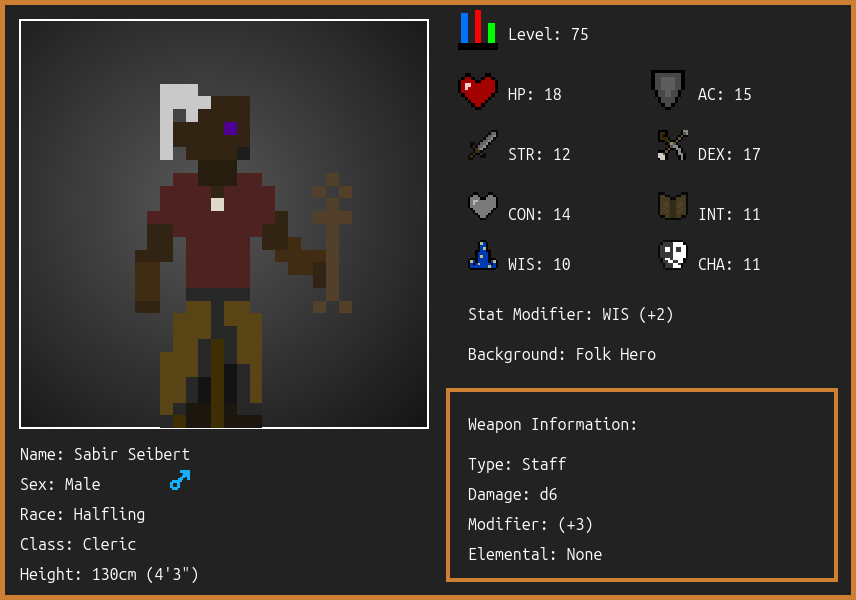 Level: 75
HP: 18
AC: 15
STR: 12
DEX: 17
CON: 14
INT: 11
WIS: 10
CHA: 11
Stat Modifier: WIS (+2)
Background: Folk Hero
Weapon Information:
Type: Staff
Damage: d6
Modifier: (+3)
Elemental: None
Name: Sabir Seibert
Sex: Male
Race: Halfling
Class: Cleric
Height: 130cm (4'3")